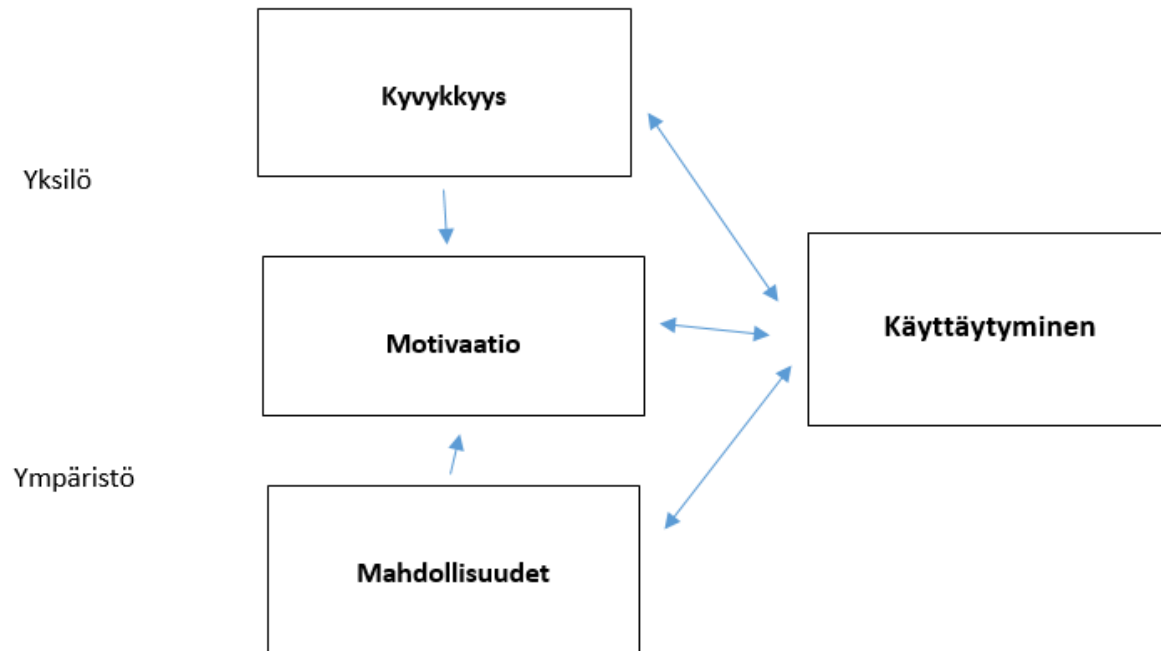 Kyvykkyys
Yksilö
Motivaatio
Käyttäytyminen
Ympäristö
Mahdollisuudet